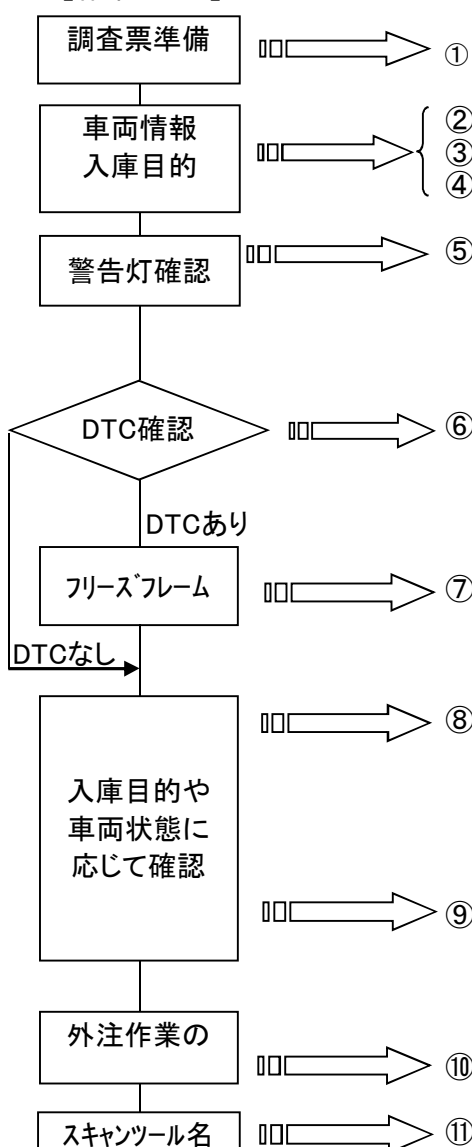 調査票準備
①
車両情報
入庫目的
②
③
④
警告灯確認
⑤
DTC確認
⑥
DTCあり
フリーズフレーム
⑦
DTCなし
⑧
入庫目的や
車両状態に
応じて確認
⑨
外注作業の
⑩
スキャンツール名
⑪